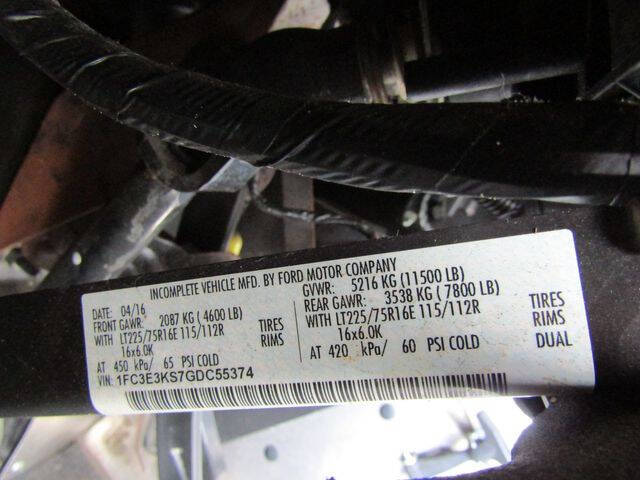 INCOMPLETE VEHICLE MFD. BY FORD MOTOR COMPANY
DATE: 04/16
FRONT GAWR: 2087 KG ( 4600 LB)
WITH LT225/75R16E 115/112R TIRES
16x6.0K RIMS
AT 450 kPa/ 65 PSI COLD
VIN: 1FC3E3KS7GDC55374
GVWR: 5216 KG (11500 LB)
REAR GAWR: 3538 KG ( 7800 LB)
WITH LT225/75R16E 115/112R TIRES
16x6.0K RIMS
AT 420 kPa/ 60 PSI COLD DUAL